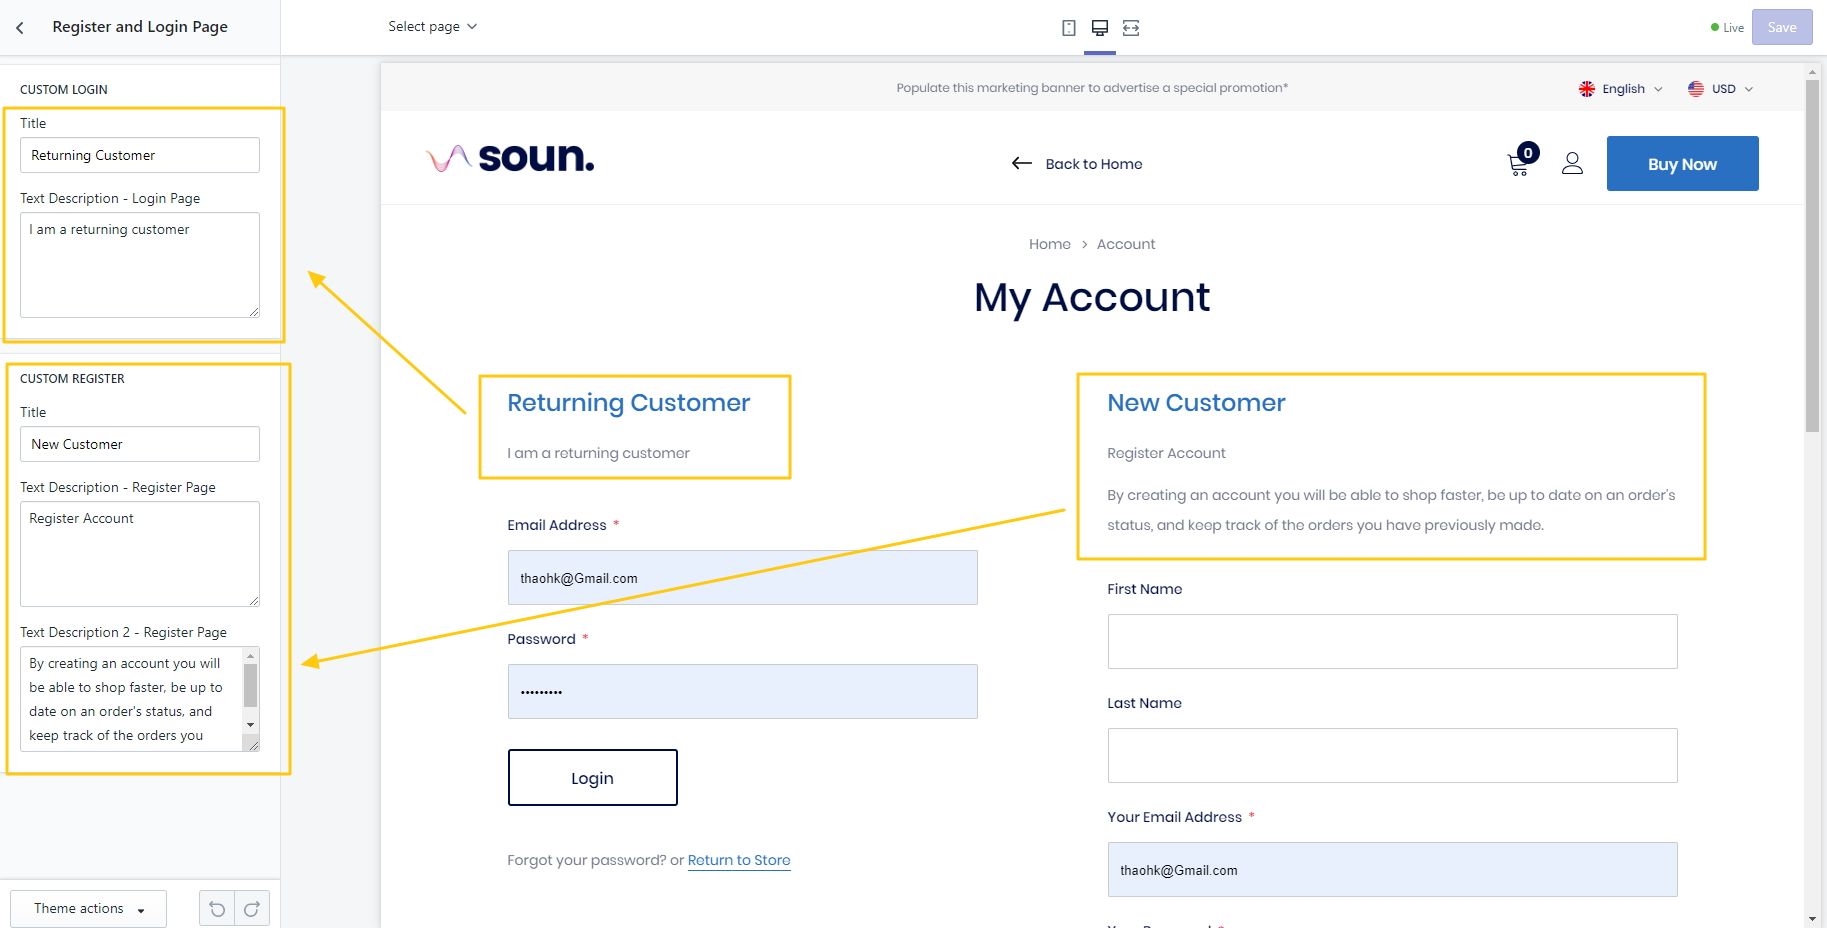 Register and Login Page
Select page
Live
Save
CUSTOM LOGIN
Title
Returning Customer
Text Description - Login Page
I am a returning customer
CUSTOM REGISTER
Title
New Customer
Text Description - Register Page
Register Account
Text Description 2 - Register Page
By creating an account you will
be able to shop faster, be up to
date on an order's status, and
keep track of the orders you
Theme actions
Populate this marketing banner to advertise a special promotion*
English
USD
soun.
Back to Home
0
Buy Now
Home > Account
My Account
Returning Customer
I am a returning customer
Email Address *
thaohk@Gmail.com
Password *
Login
Forgot your password? or Return to Store
New Customer
Register Account
By creating an account you will be able to shop faster, be up to date on an order's
status, and keep track of the orders you have previously made.
First Name
Last Name
Your Email Address *
thaohk@Gmail.com